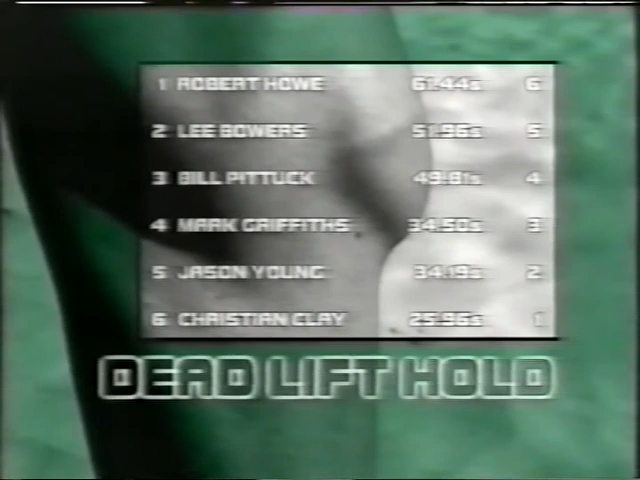 1 ROBERT HOWE 61.44s 6
2 LEE BOWERS 51.96s 5
3 BILL PITTUCK 49.81s 4
4 MARK GRIFFITHS 34.50s 3
5 JASON YOUNG 34.19s 2
6 CHRISTIAN CLAY 25.96s 1
DEAD LIFT HOLD